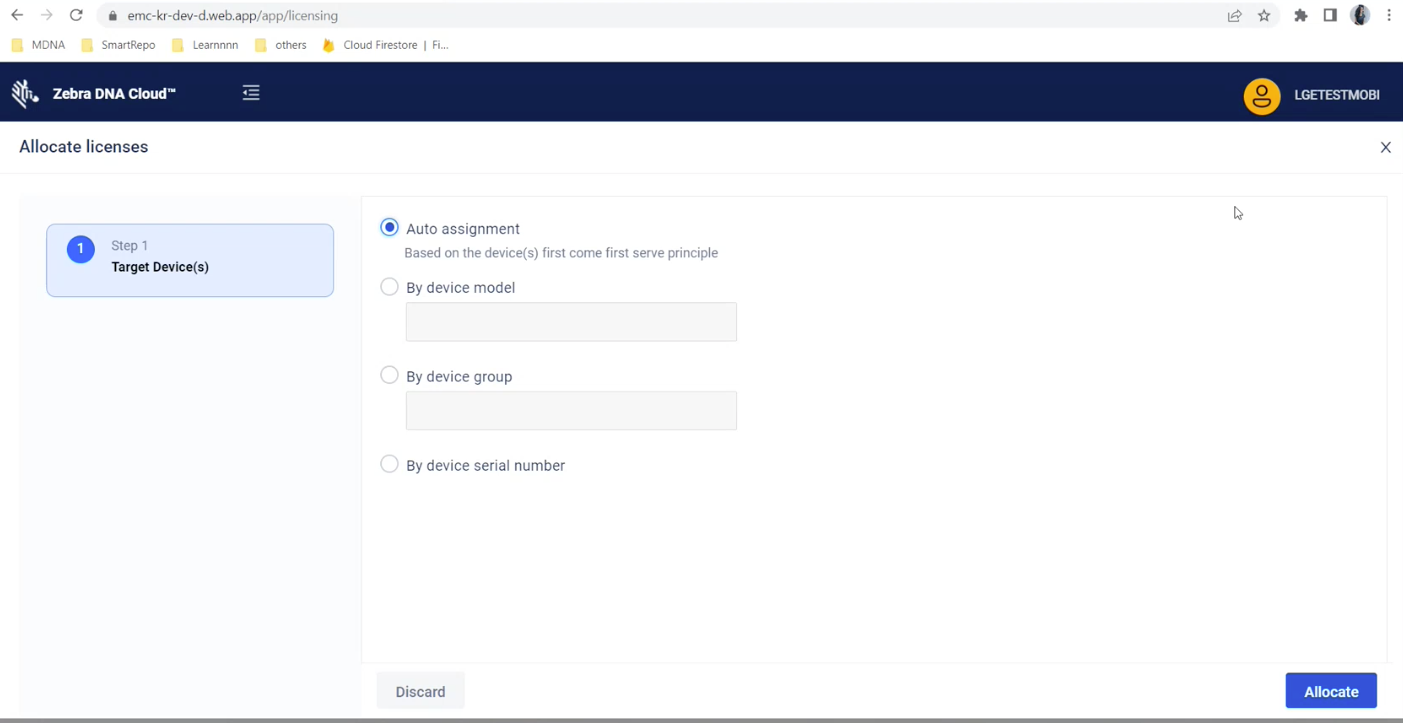 emc-kr-dev-d.web.app/app/licensing
MDNA SmartRepo Learnnnn others Cloud Firestore | Fi...
Zebra DNA Cloud™ LGETESTMOBI
Allocate licenses
1 Step 1
Target Device(s)
Auto assignment
Based on the device(s) first come first serve principle
By device model
By device group
By device serial number
Discard Allocate